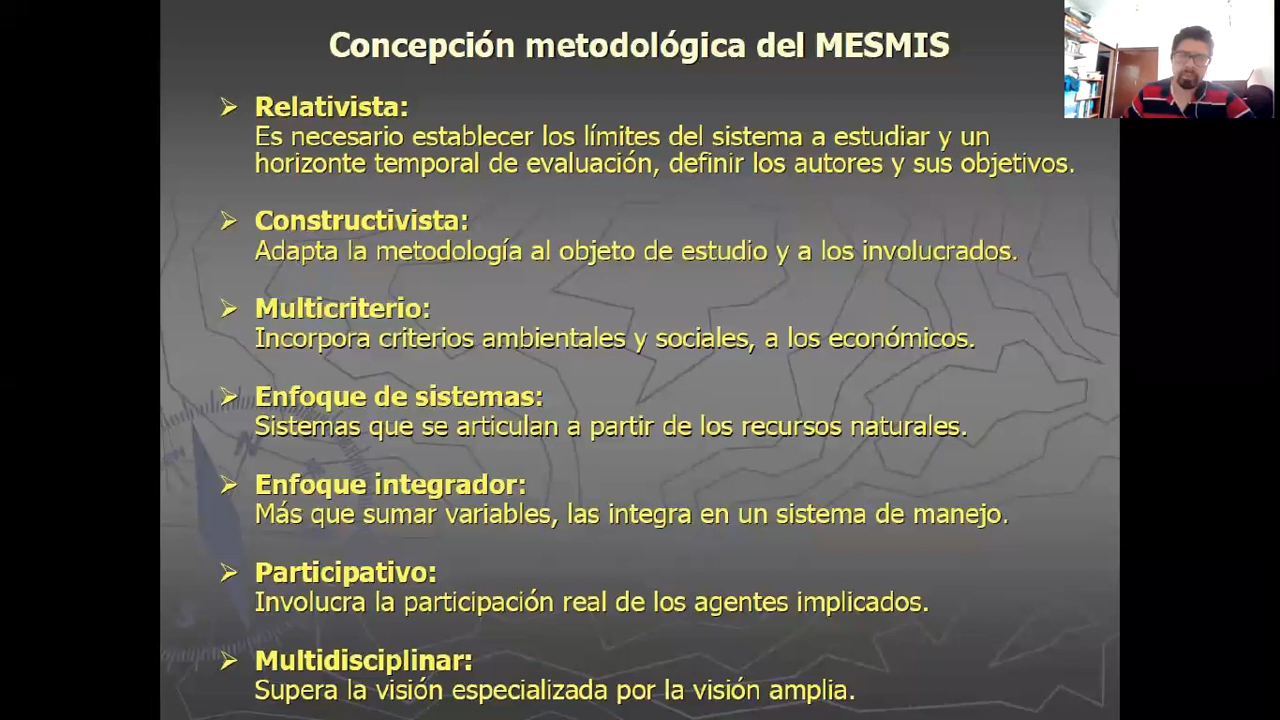 Concepción metodológica del MESMIS
Relativista:
Es necesario establecer los límites del sistema a estudiar y un
horizonte temporal de evaluación, definir los autores y sus objetivos.
Constructivista:
Adapta la metodología al objeto de estudio y a los involucrados.
Multicriterio:
Incorpora criterios ambientales y sociales, a los económicos.
Enfoque de sistemas:
Sistemas que se articulan a partir de los recursos naturales.
Enfoque integrador:
Más que sumar variables, las integra en un sistema de manejo.
Participativo:
Involucra la participación real de los agentes implicados.
Multidisciplinar:
Supera la visión especializada por la visión amplia.